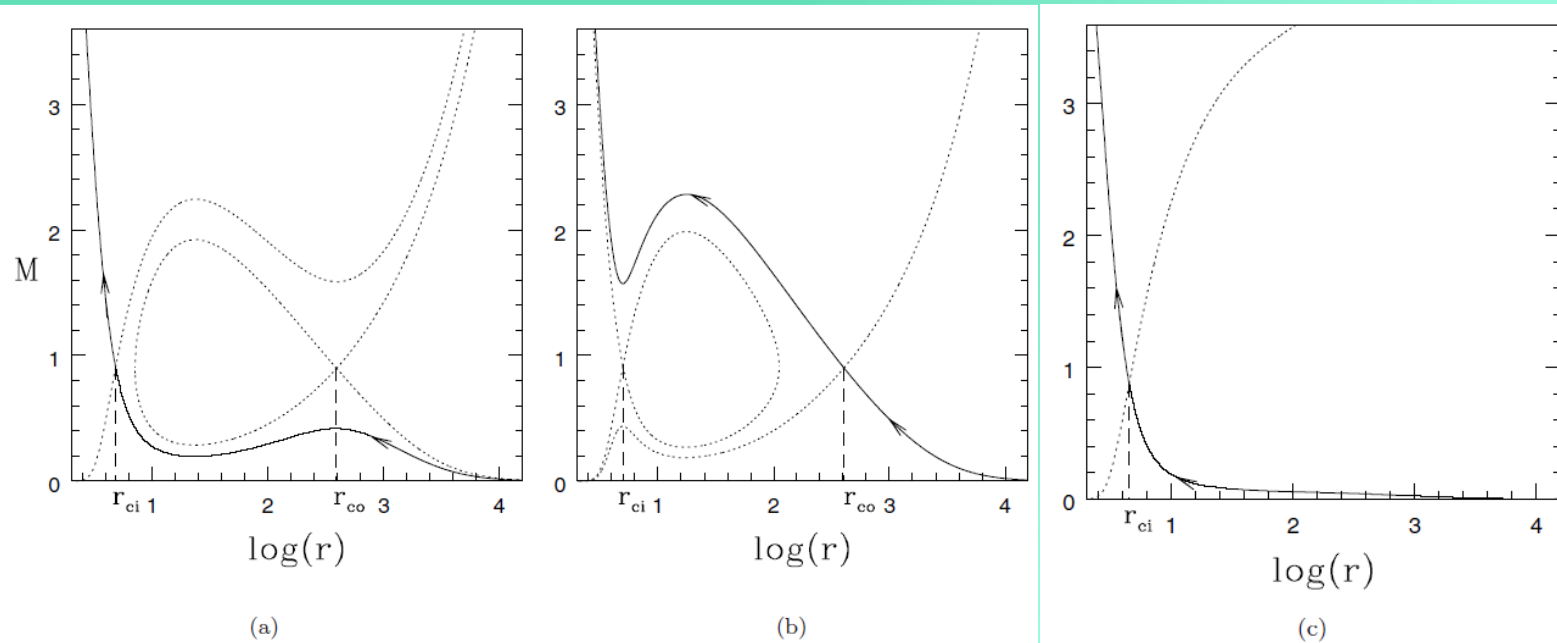 3
2
1
0
M
r_ci 1 2 r_co 3 4
log(r)
(a)
3
2
1
0
r_ci 1 2 r_co 3 4
log(r)
(b)
3
2
1
0
r_ci 1 2 3 4
log(r)
(c)